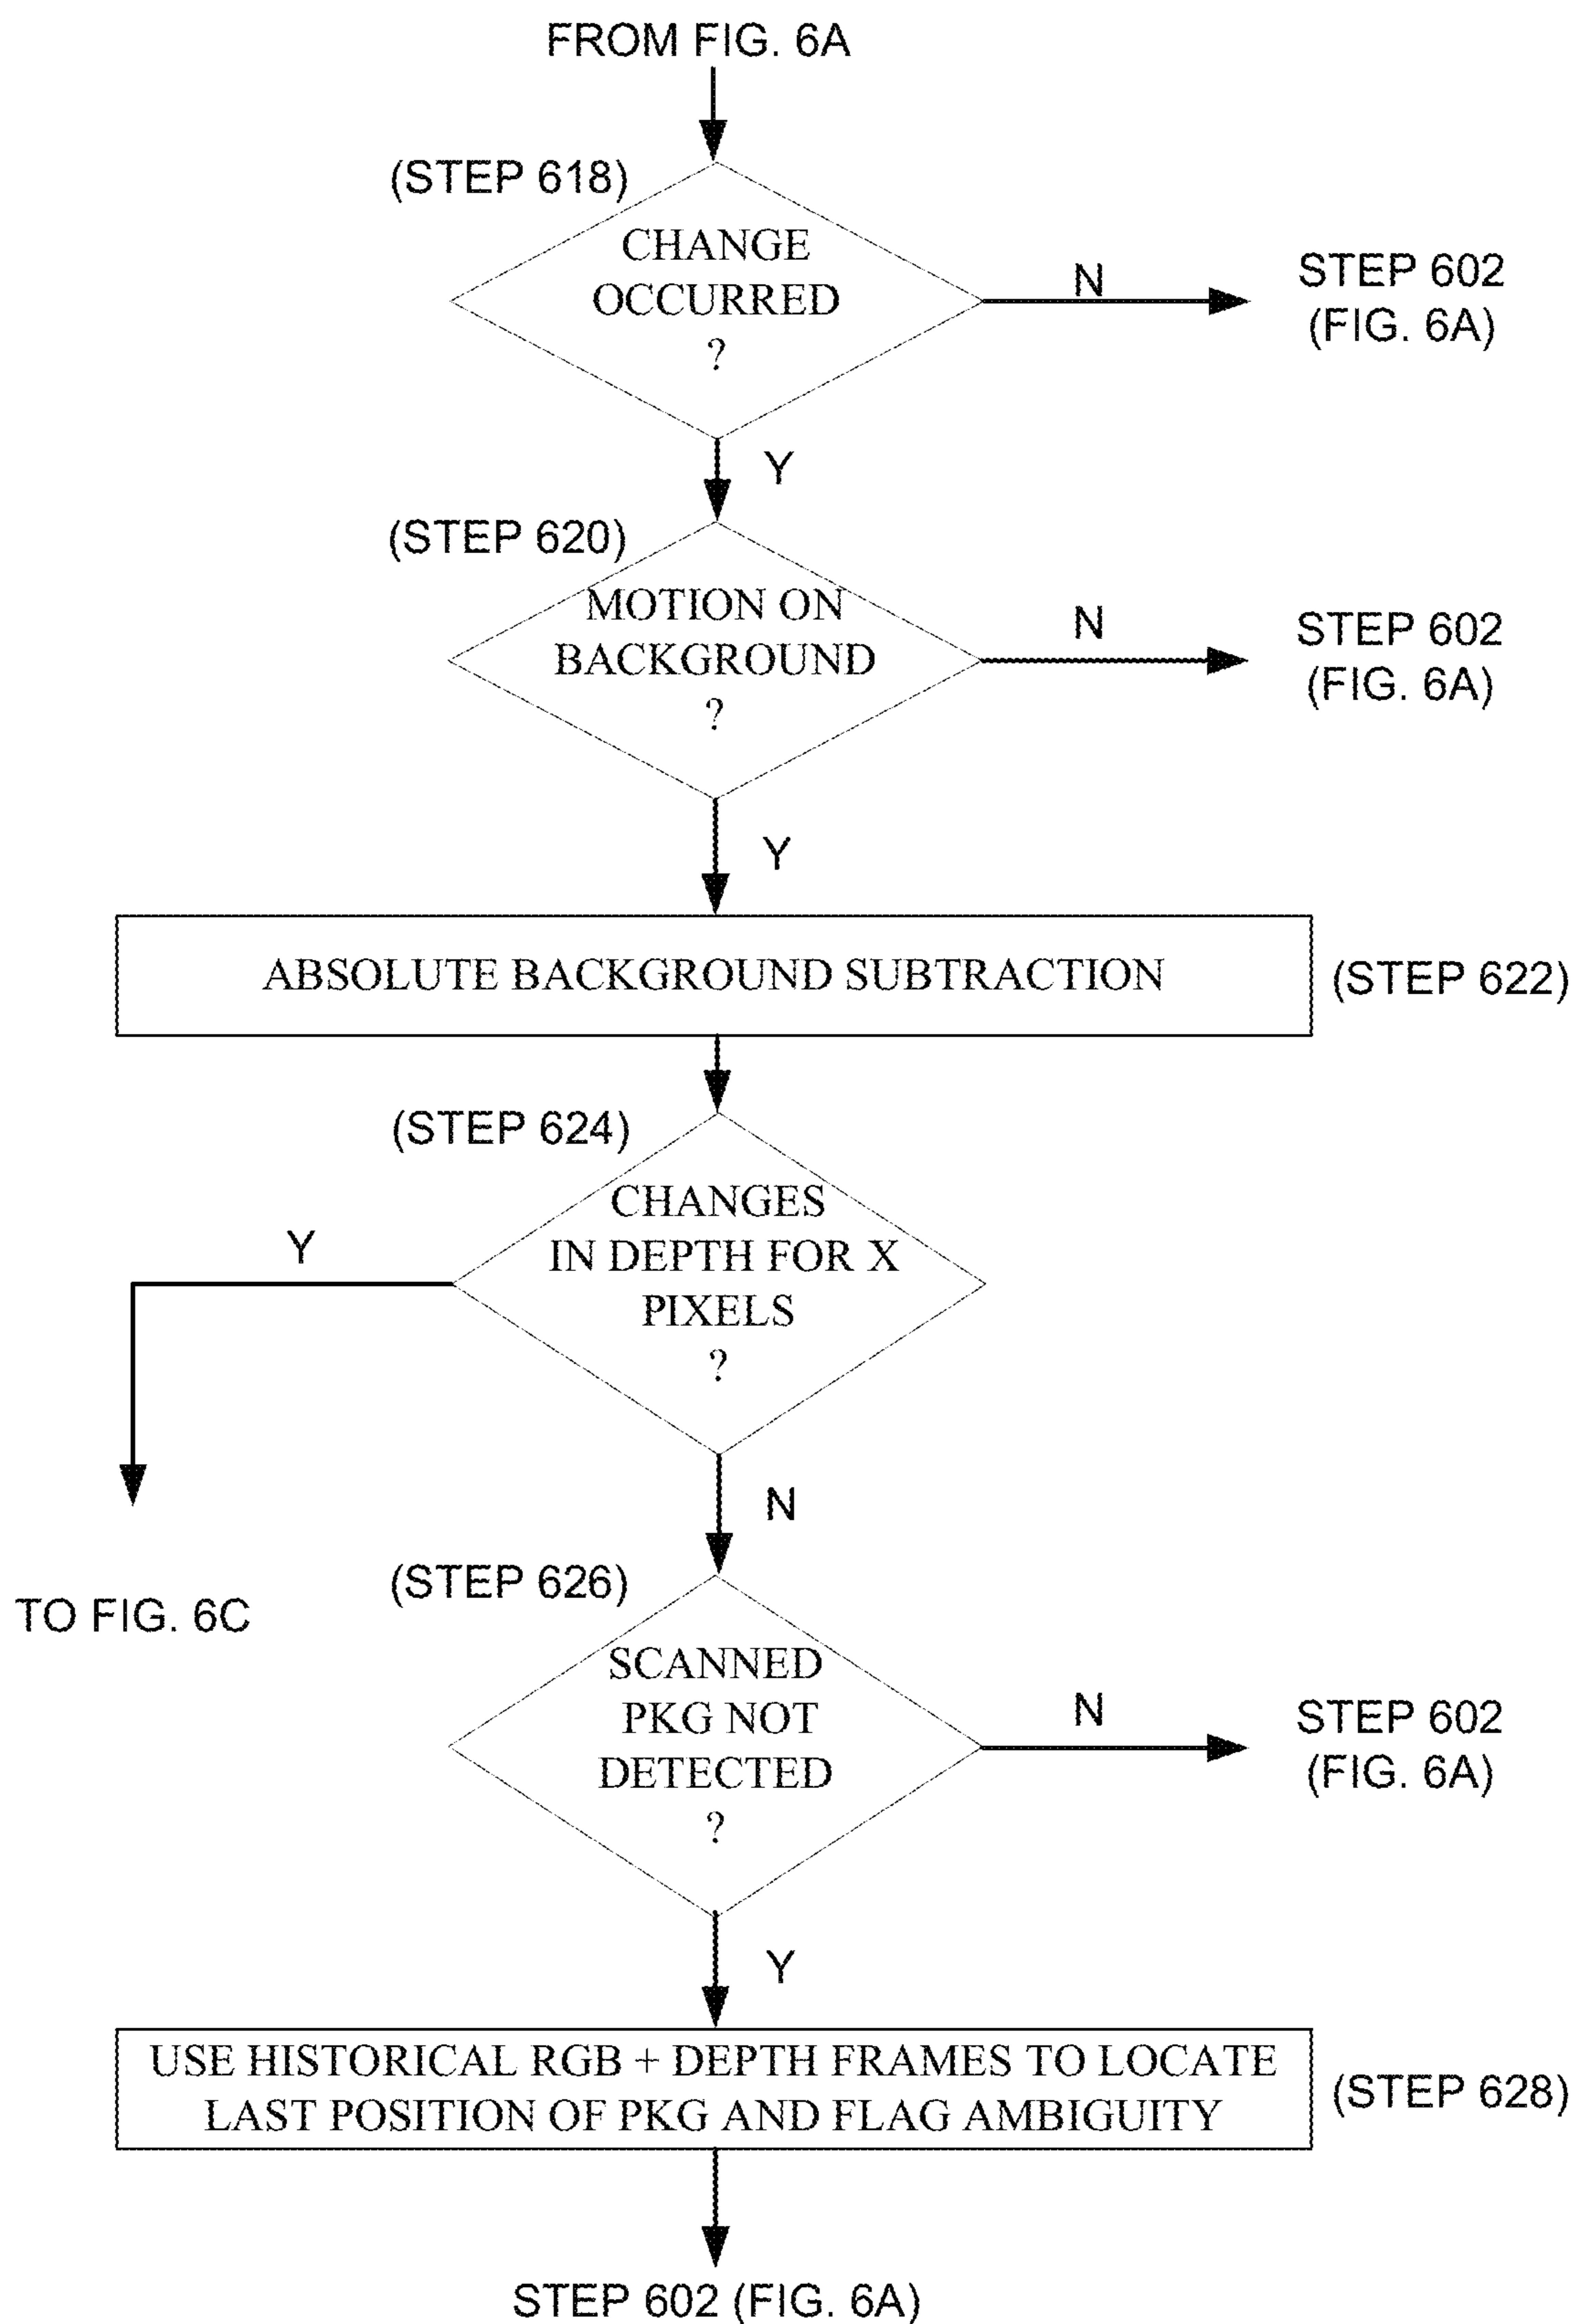 FROM FIG. 6A
(STEP 618)
CHANGE
OCCURRED
?
N
STEP 602
(FIG. 6A)
Y
(STEP 620)
MOTION ON
BACKGROUND
?
N
STEP 602
(FIG. 6A)
Y
ABSOLUTE BACKGROUND SUBTRACTION
(STEP 622)
(STEP 624)
CHANGES
IN DEPTH FOR X
PIXELS
?
Y
TO FIG. 6C
N
(STEP 626)
SCANNED
PKG NOT
DETECTED
?
N
STEP 602
(FIG. 6A)
Y
USE HISTORICAL RGB + DEPTH FRAMES TO LOCATE
LAST POSITION OF PKG AND FLAG AMBIGUITY
(STEP 628)
STEP 602 (FIG. 6A)